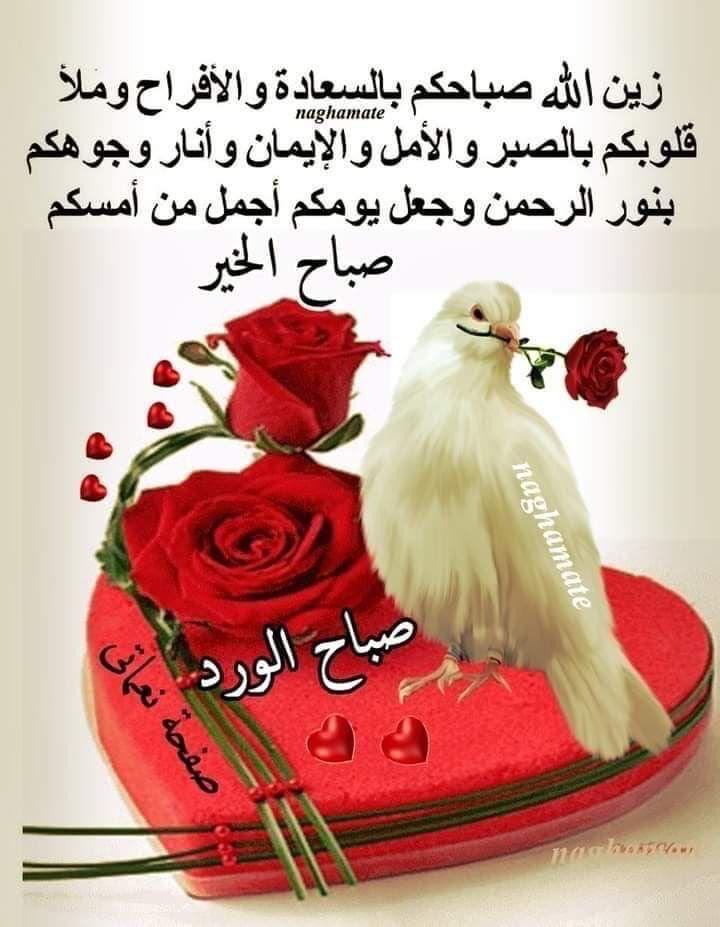 زين الله صباحكم بالسعادة والأفراح وملأ
naghamate
قلوبكم بالصبر والأمل والإيمان وأنار وجوهكم
بنور الرحمن وجعل يومكم أجمل من أمسكم
صباح الخير
naghamate
صباح الورد
صفحة نغماتى